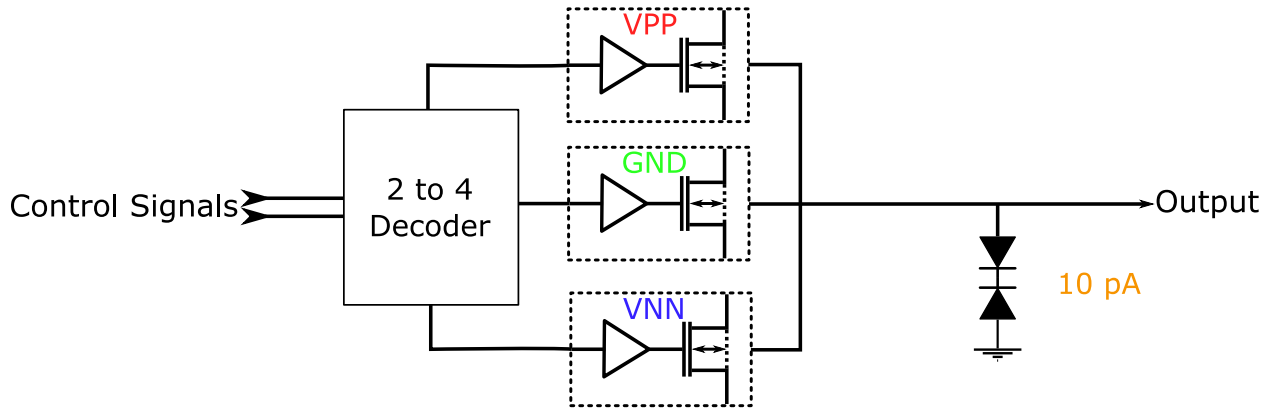 VPP
GND
2 to 4
Decoder
Control Signals
Output
10 pA
VNN